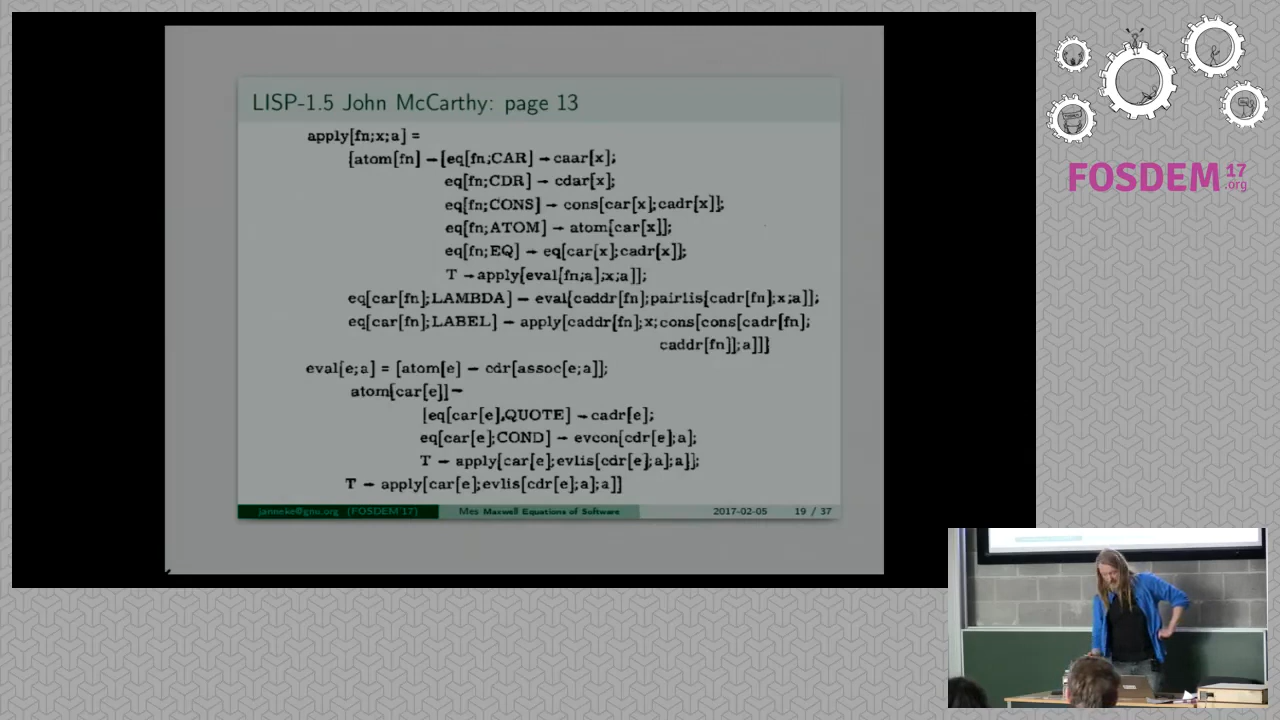 LISP-1.5 John McCarthy: page 13
apply[fn;x;a] =
[atom[fn] → [eq[fn;CAR] → caar[x];
eq[fn;CDR] → cdar[x];
eq[fn;CONS] → cons[car[x];cadr[x]];
eq[fn;ATOM] → atom[car[x]];
eq[fn;EQ] → eq[car[x];cadr[x]];
T → apply[eval[fn;a];x;a]];
eq[car[fn];LAMBDA] → eval[caddr[fn];pairlis[cadr[fn];x;a]];
eq[car[fn];LABEL] → apply[caddr[fn];x;cons[cons[cadr[fn];
caddr[fn]];a]]]
eval[e;a] = [atom[e] → cdr[assoc[e;a]];
atom[car[e]] →
[eq[car[e],QUOTE] → cadr[e];
eq[car[e];COND] → evcon[cdr[e];a];
T → apply[car[e];evlis[cdr[e];a];a]];
T → apply[car[e];evlis[cdr[e];a];a]]
janneke@gnu.org (FOSDEM'17) Mes Maxwell Equations of Software 2017-02-05 19 / 37
FOSDEM 17
.org